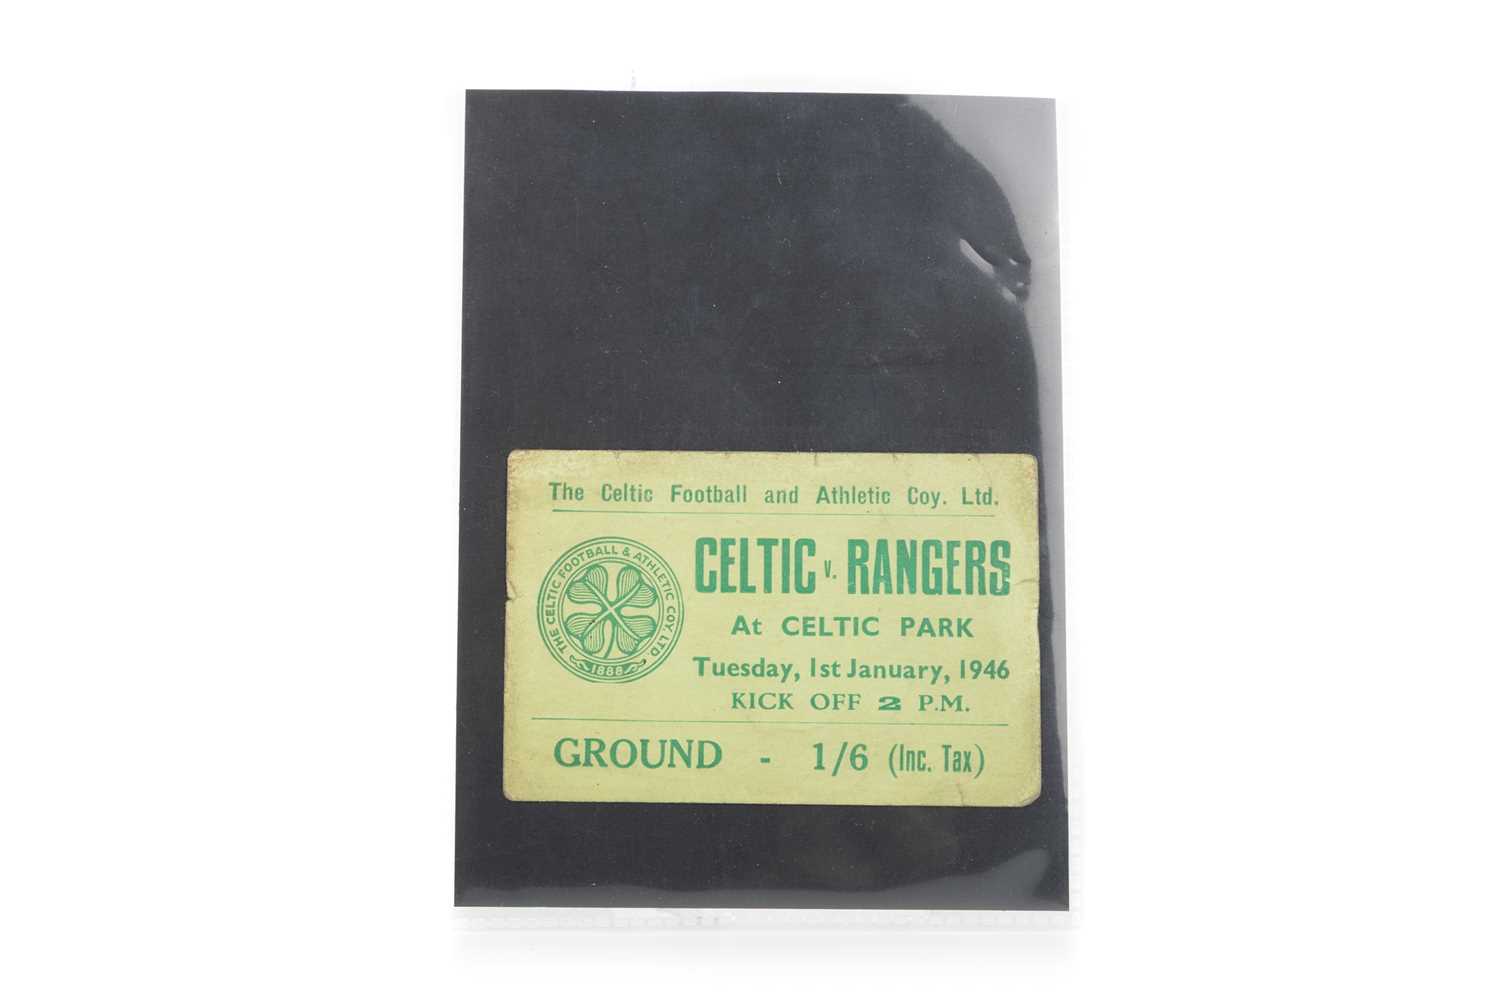 The Celtic Football and Athletic Coy. Ltd.
THE CELTIC FOOTBALL & ATHLETIC COY LTD.
1888
CELTIC v. RANGERS
At CELTIC PARK
Tuesday, 1st January, 1946
KICK OFF 2 P.M.
GROUND - 1/6 (Inc. Tax)